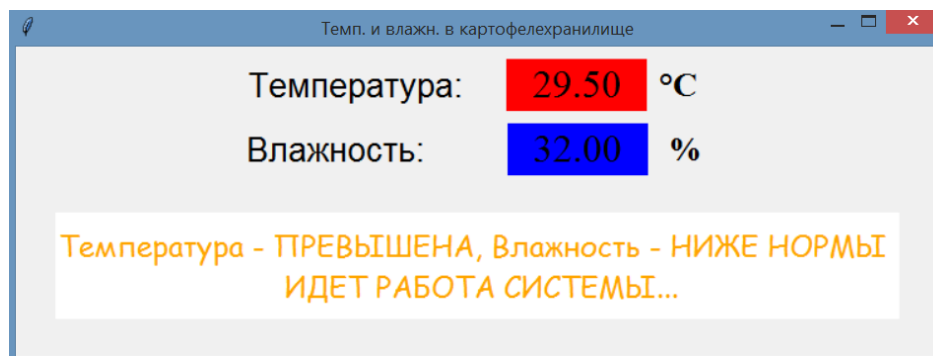 Темп. и влажн. в картофелехранилище
Температура: 29.50 °C
Влажность: 32.00 %
Температура - ПРЕВЫШЕНА, Влажность - НИЖЕ НОРМЫ
ИДЕТ РАБОТА СИСТЕМЫ...